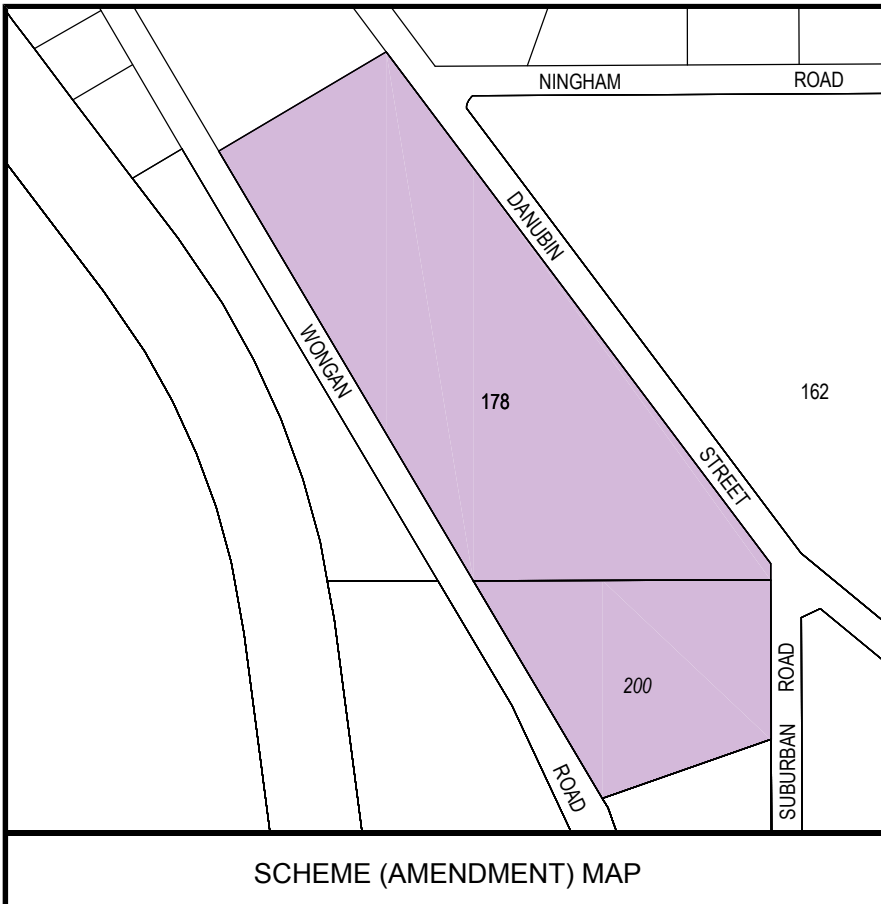 NINGHAM ROAD
DANUBIN
WONGAN
178
162
STREET
200
ROAD
ROAD
SUBURBAN
SCHEME (AMENDMENT) MAP